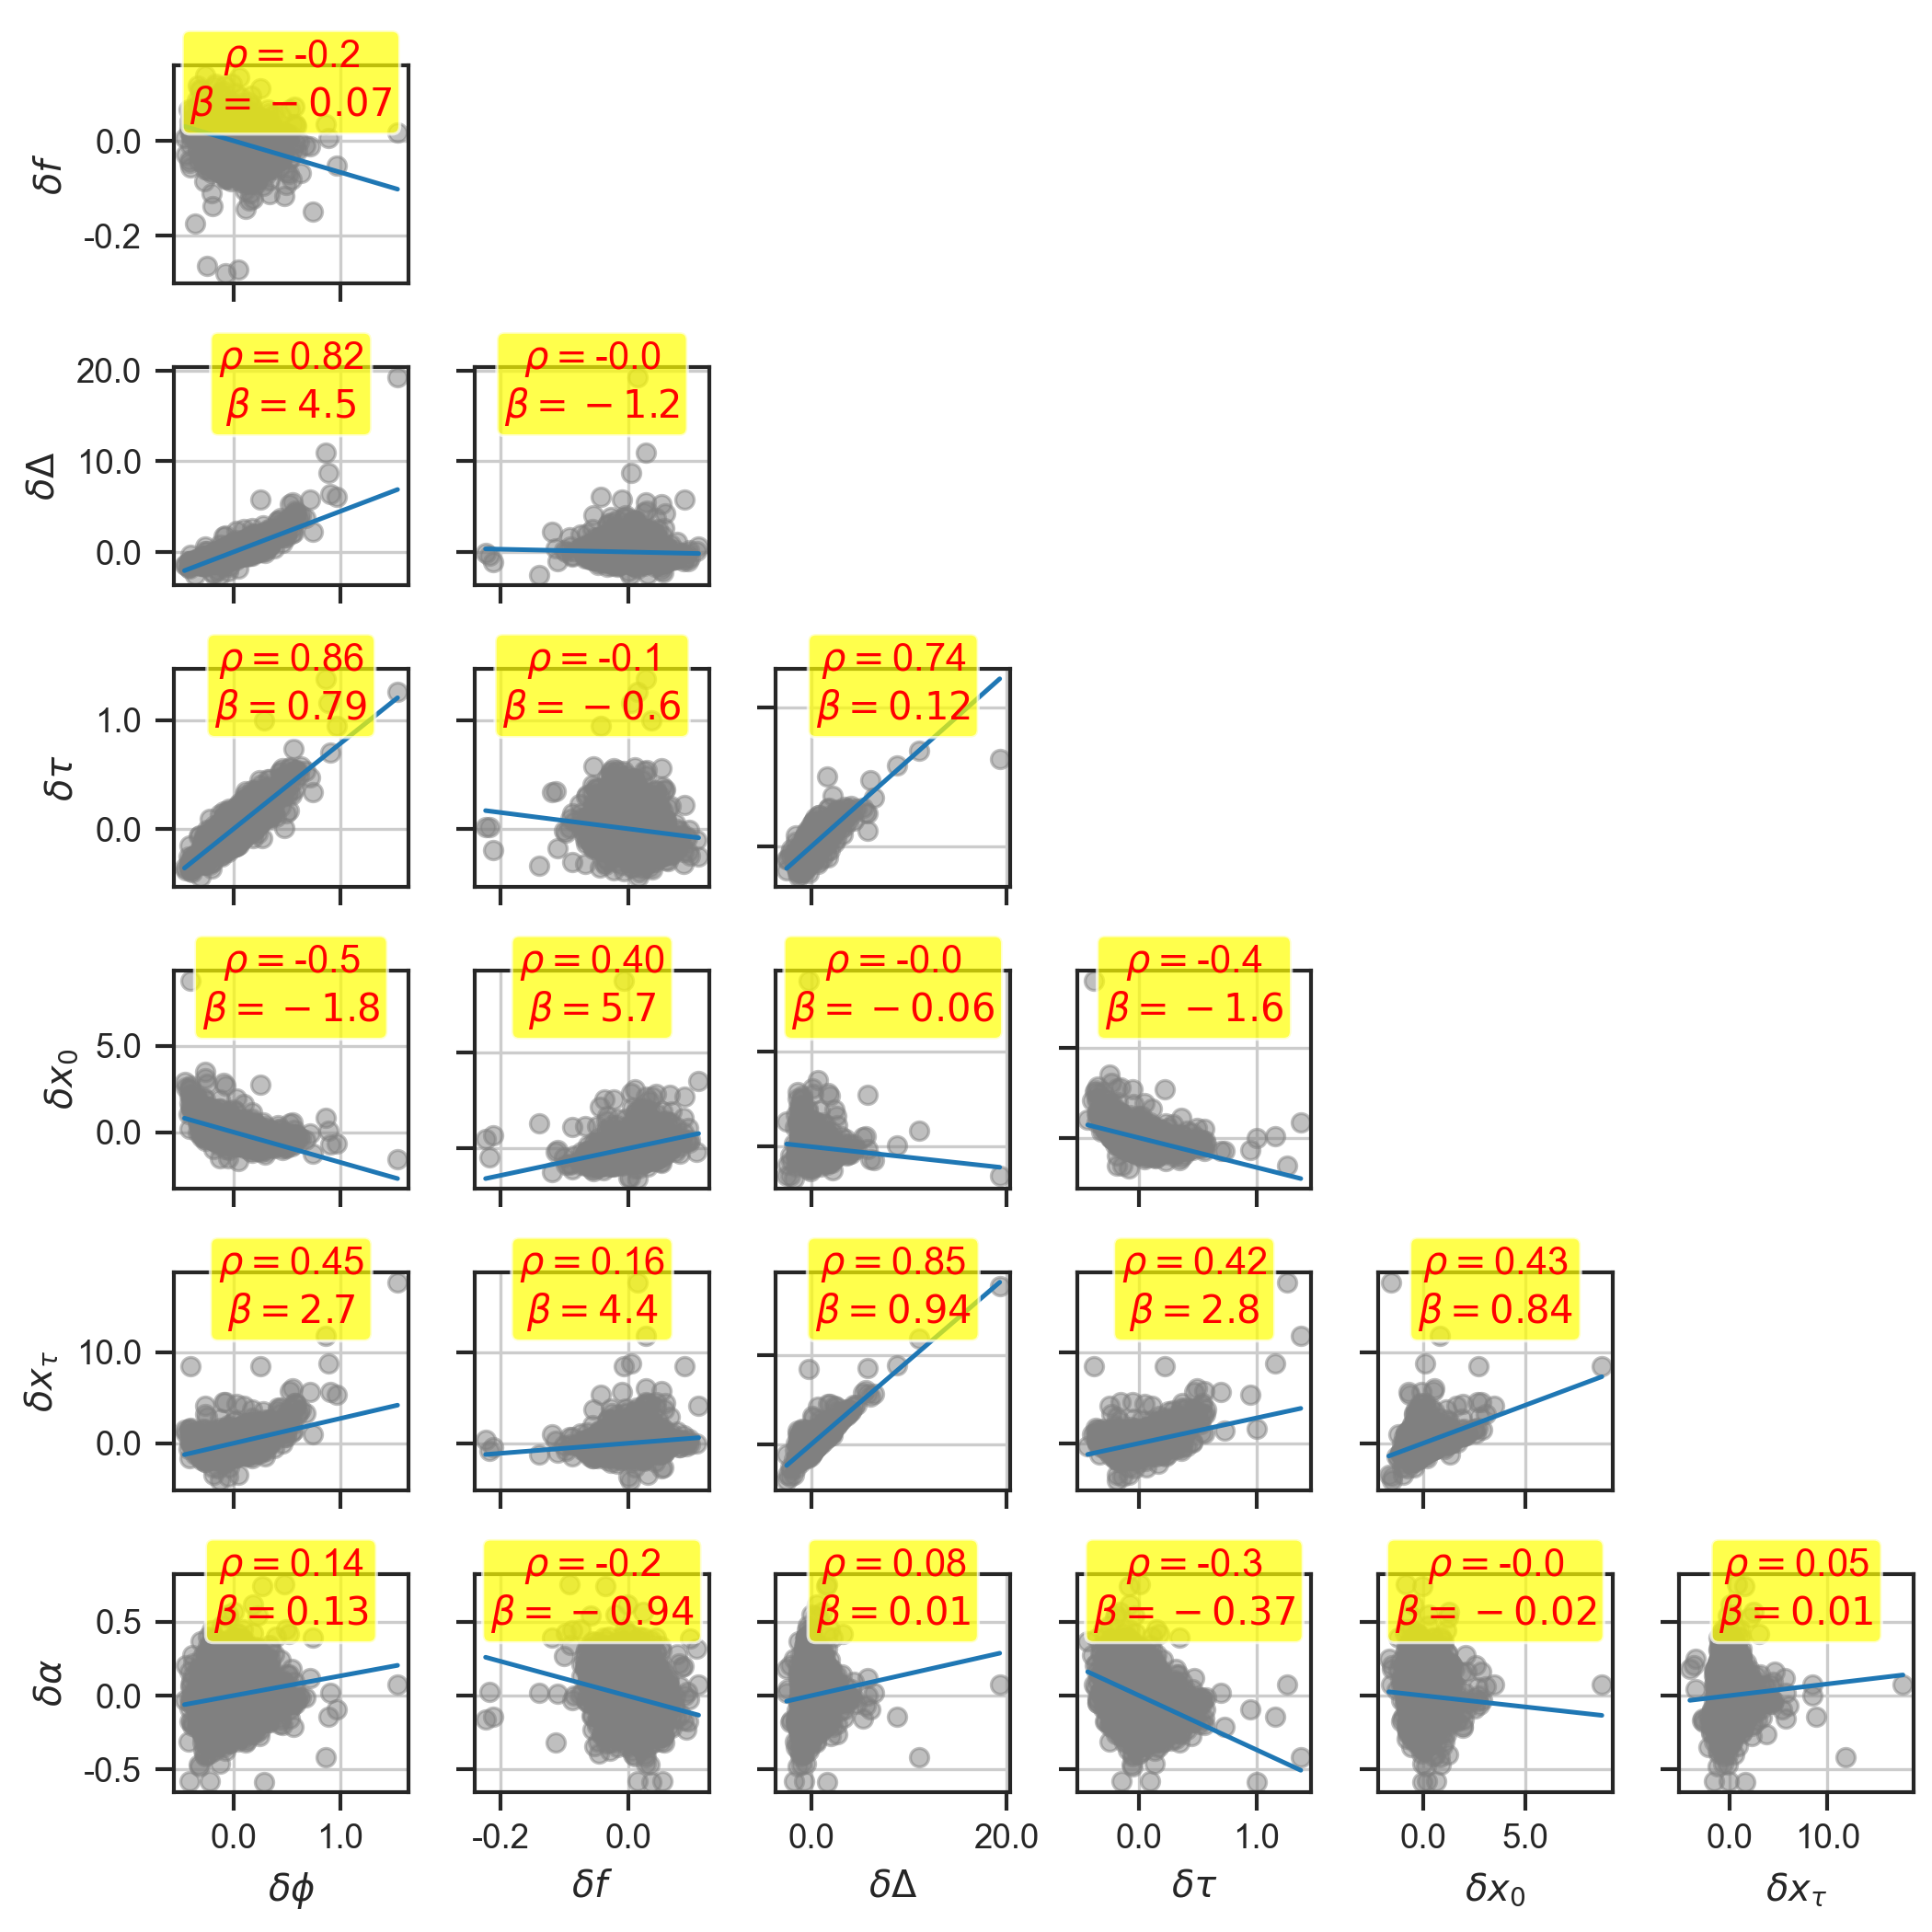 ρ = -0.2
β = −0.07
0.0
-0.2
δf
ρ = 0.82
β = 4.5
ρ = -0.0
β = −1.2
20.0
10.0
0.0
δΔ
ρ = 0.86
β = 0.79
ρ = -0.1
β = −0.6
ρ = 0.74
β = 0.12
1.0
0.0
δτ
ρ = -0.5
β = −1.8
ρ = 0.40
β = 5.7
ρ = -0.0
β = −0.06
ρ = -0.4
β = −1.6
5.0
0.0
δx₀
ρ = 0.45
β = 2.7
ρ = 0.16
β = 4.4
ρ = 0.85
β = 0.94
ρ = 0.42
β = 2.8
ρ = 0.43
β = 0.84
10.0
0.0
δx_τ
ρ = 0.14
β = 0.13
ρ = -0.2
β = −0.94
ρ = 0.08
β = 0.01
ρ = -0.3
β = −0.37
ρ = -0.0
β = −0.02
ρ = 0.05
β = 0.01
0.5
0.0
-0.5
δα
0.0 1.0
-0.2 0.0
0.0 20.0
0.0 1.0
0.0 5.0
0.0 10.0
δϕ
δf
δΔ
δτ
δx₀
δx_τ